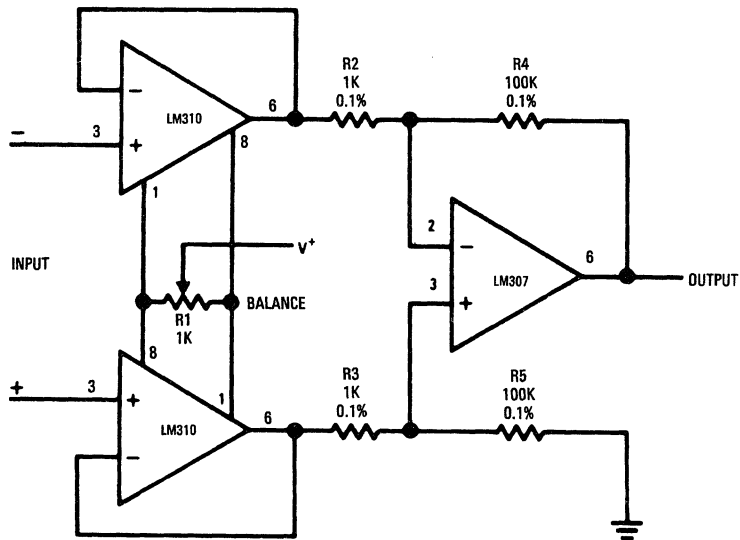 R2
1K
0.1%
R4
100K
0.1%
−
LM310
6
8
−
3
+
1
2
−
6
V+
INPUT
3
LM307
OUTPUT
+
BALANCE
R1
1K
8
R3
1K
0.1%
R5
100K
0.1%
+
3
+
1
LM310
6
−